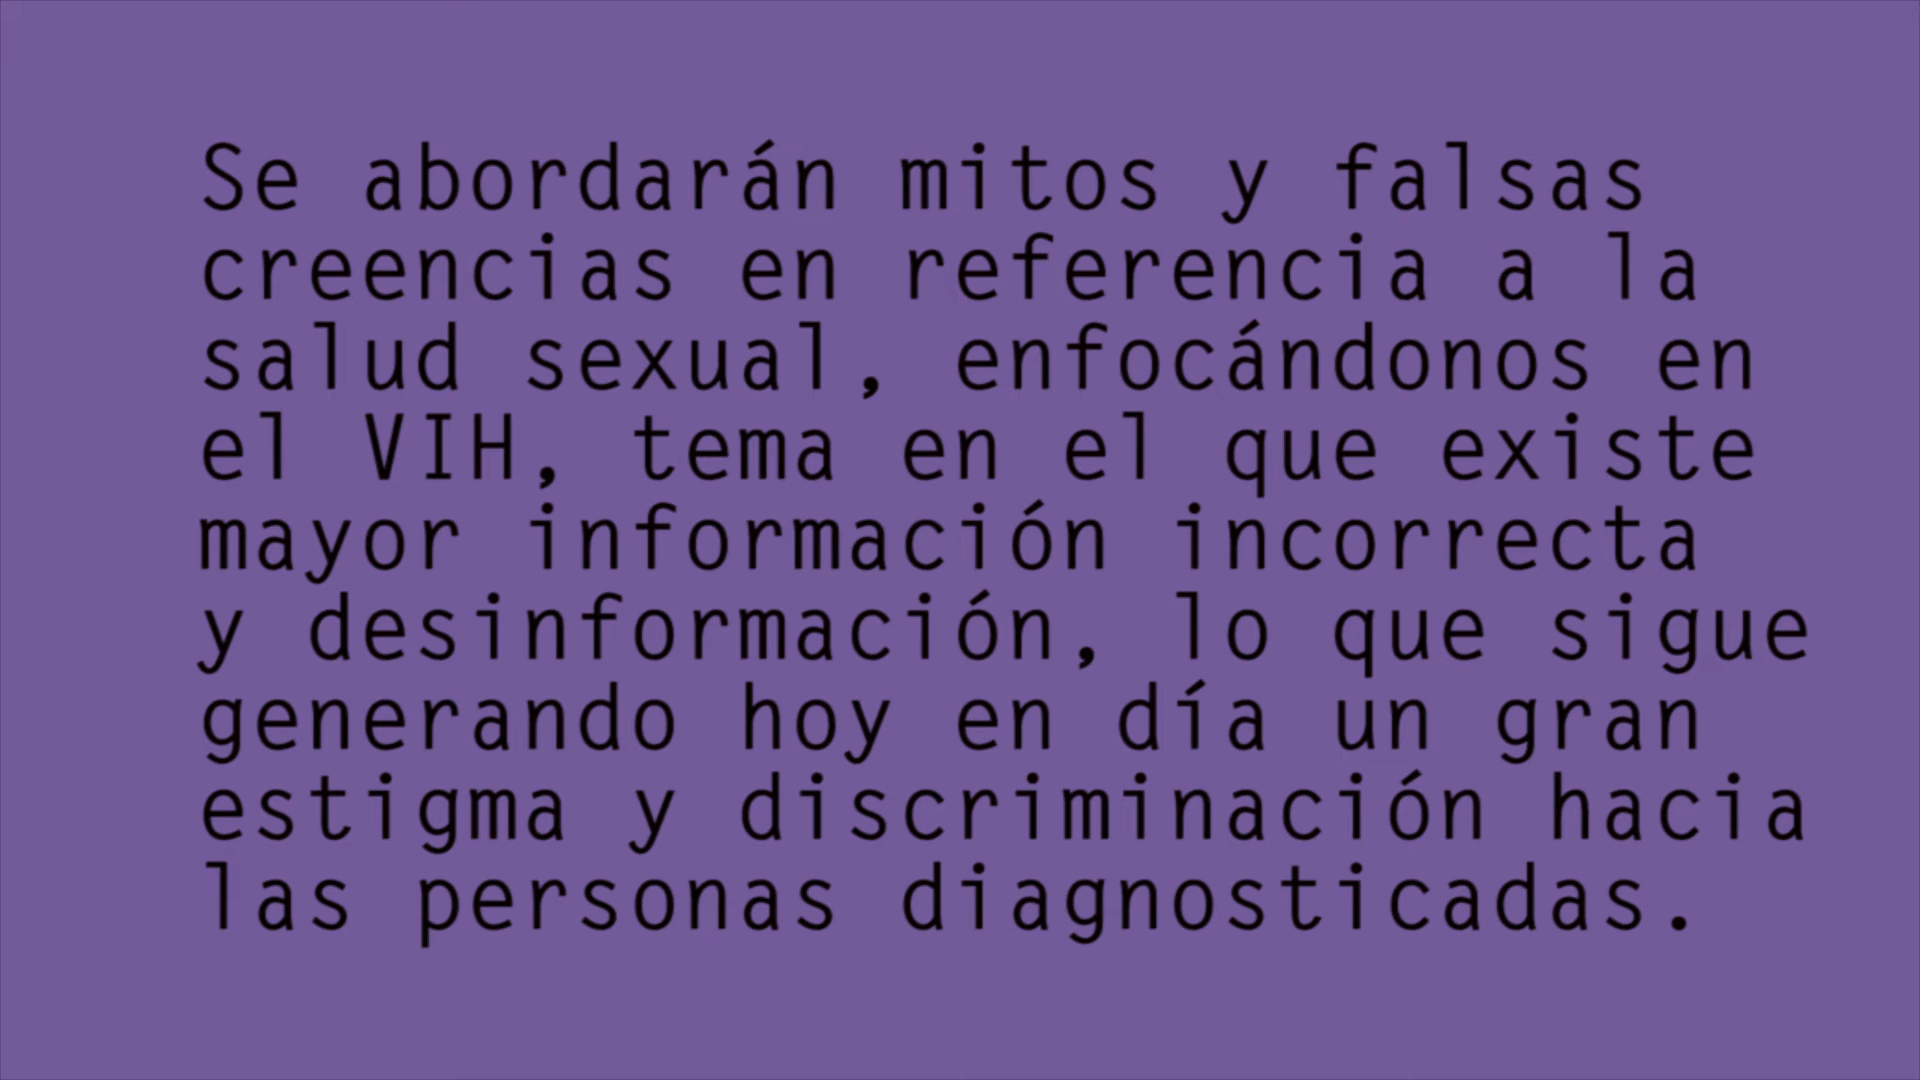 Se abordarán mitos y falsas
creencias en referencia a la
salud sexual, enfocándonos en
el VIH, tema en el que existe
mayor información incorrecta
y desinformación, lo que sigue
generando hoy en día un gran
estigma y discriminación hacia
las personas diagnosticadas.